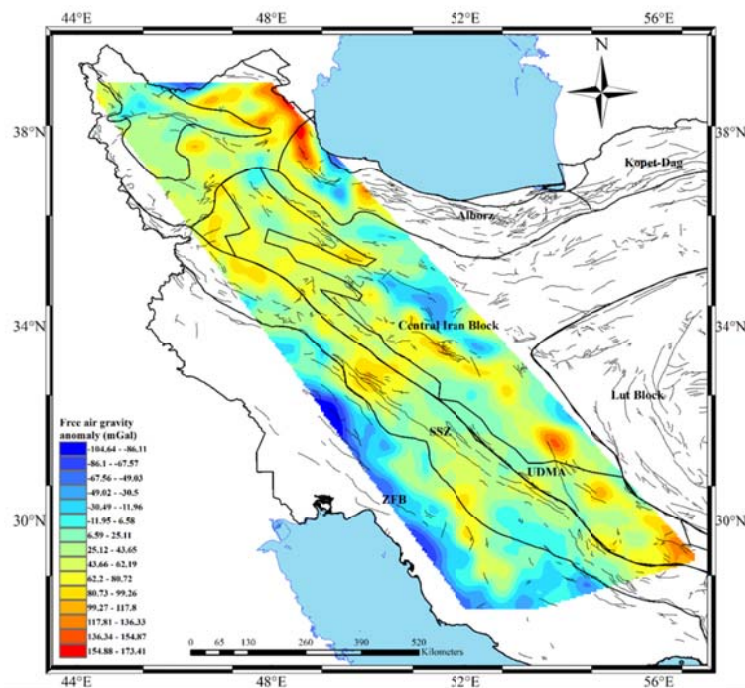 44°E 48°E 52°E 56°E
N
38°N 38°N
Kopet-Dag
Alborz
34°N 34°N
Central Iran Block
Lut Block
Free air gravity
anomaly (mGal)
-104.64 - -86.11
-86.1 - -67.57
-67.56 - -49.03
-49.02 - -30.5
-30.49 - -11.96
-11.95 - 6.58
6.59 - 25.11
25.12 - 43.65
43.66 - 62.19
62.2 - 80.72
80.73 - 99.26
99.27 - 117.8
117.81 - 136.33
136.34 - 154.87
154.88 - 173.41
SSZ
UDMA
ZFB
30°N 30°N
0 65 130 260 390 520
Kilometers
44°E 48°E 52°E 56°E